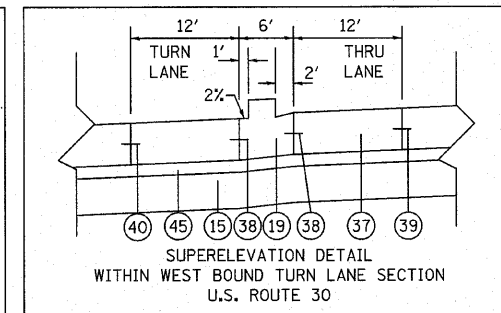 12' 6' 12'
TURN 1' THRU
LANE 2' LANE
2%
40 45 15 38 19 38 37 39
SUPERELEVATION DETAIL
WITHIN WEST BOUND TURN LANE SECTION
U.S. ROUTE 30